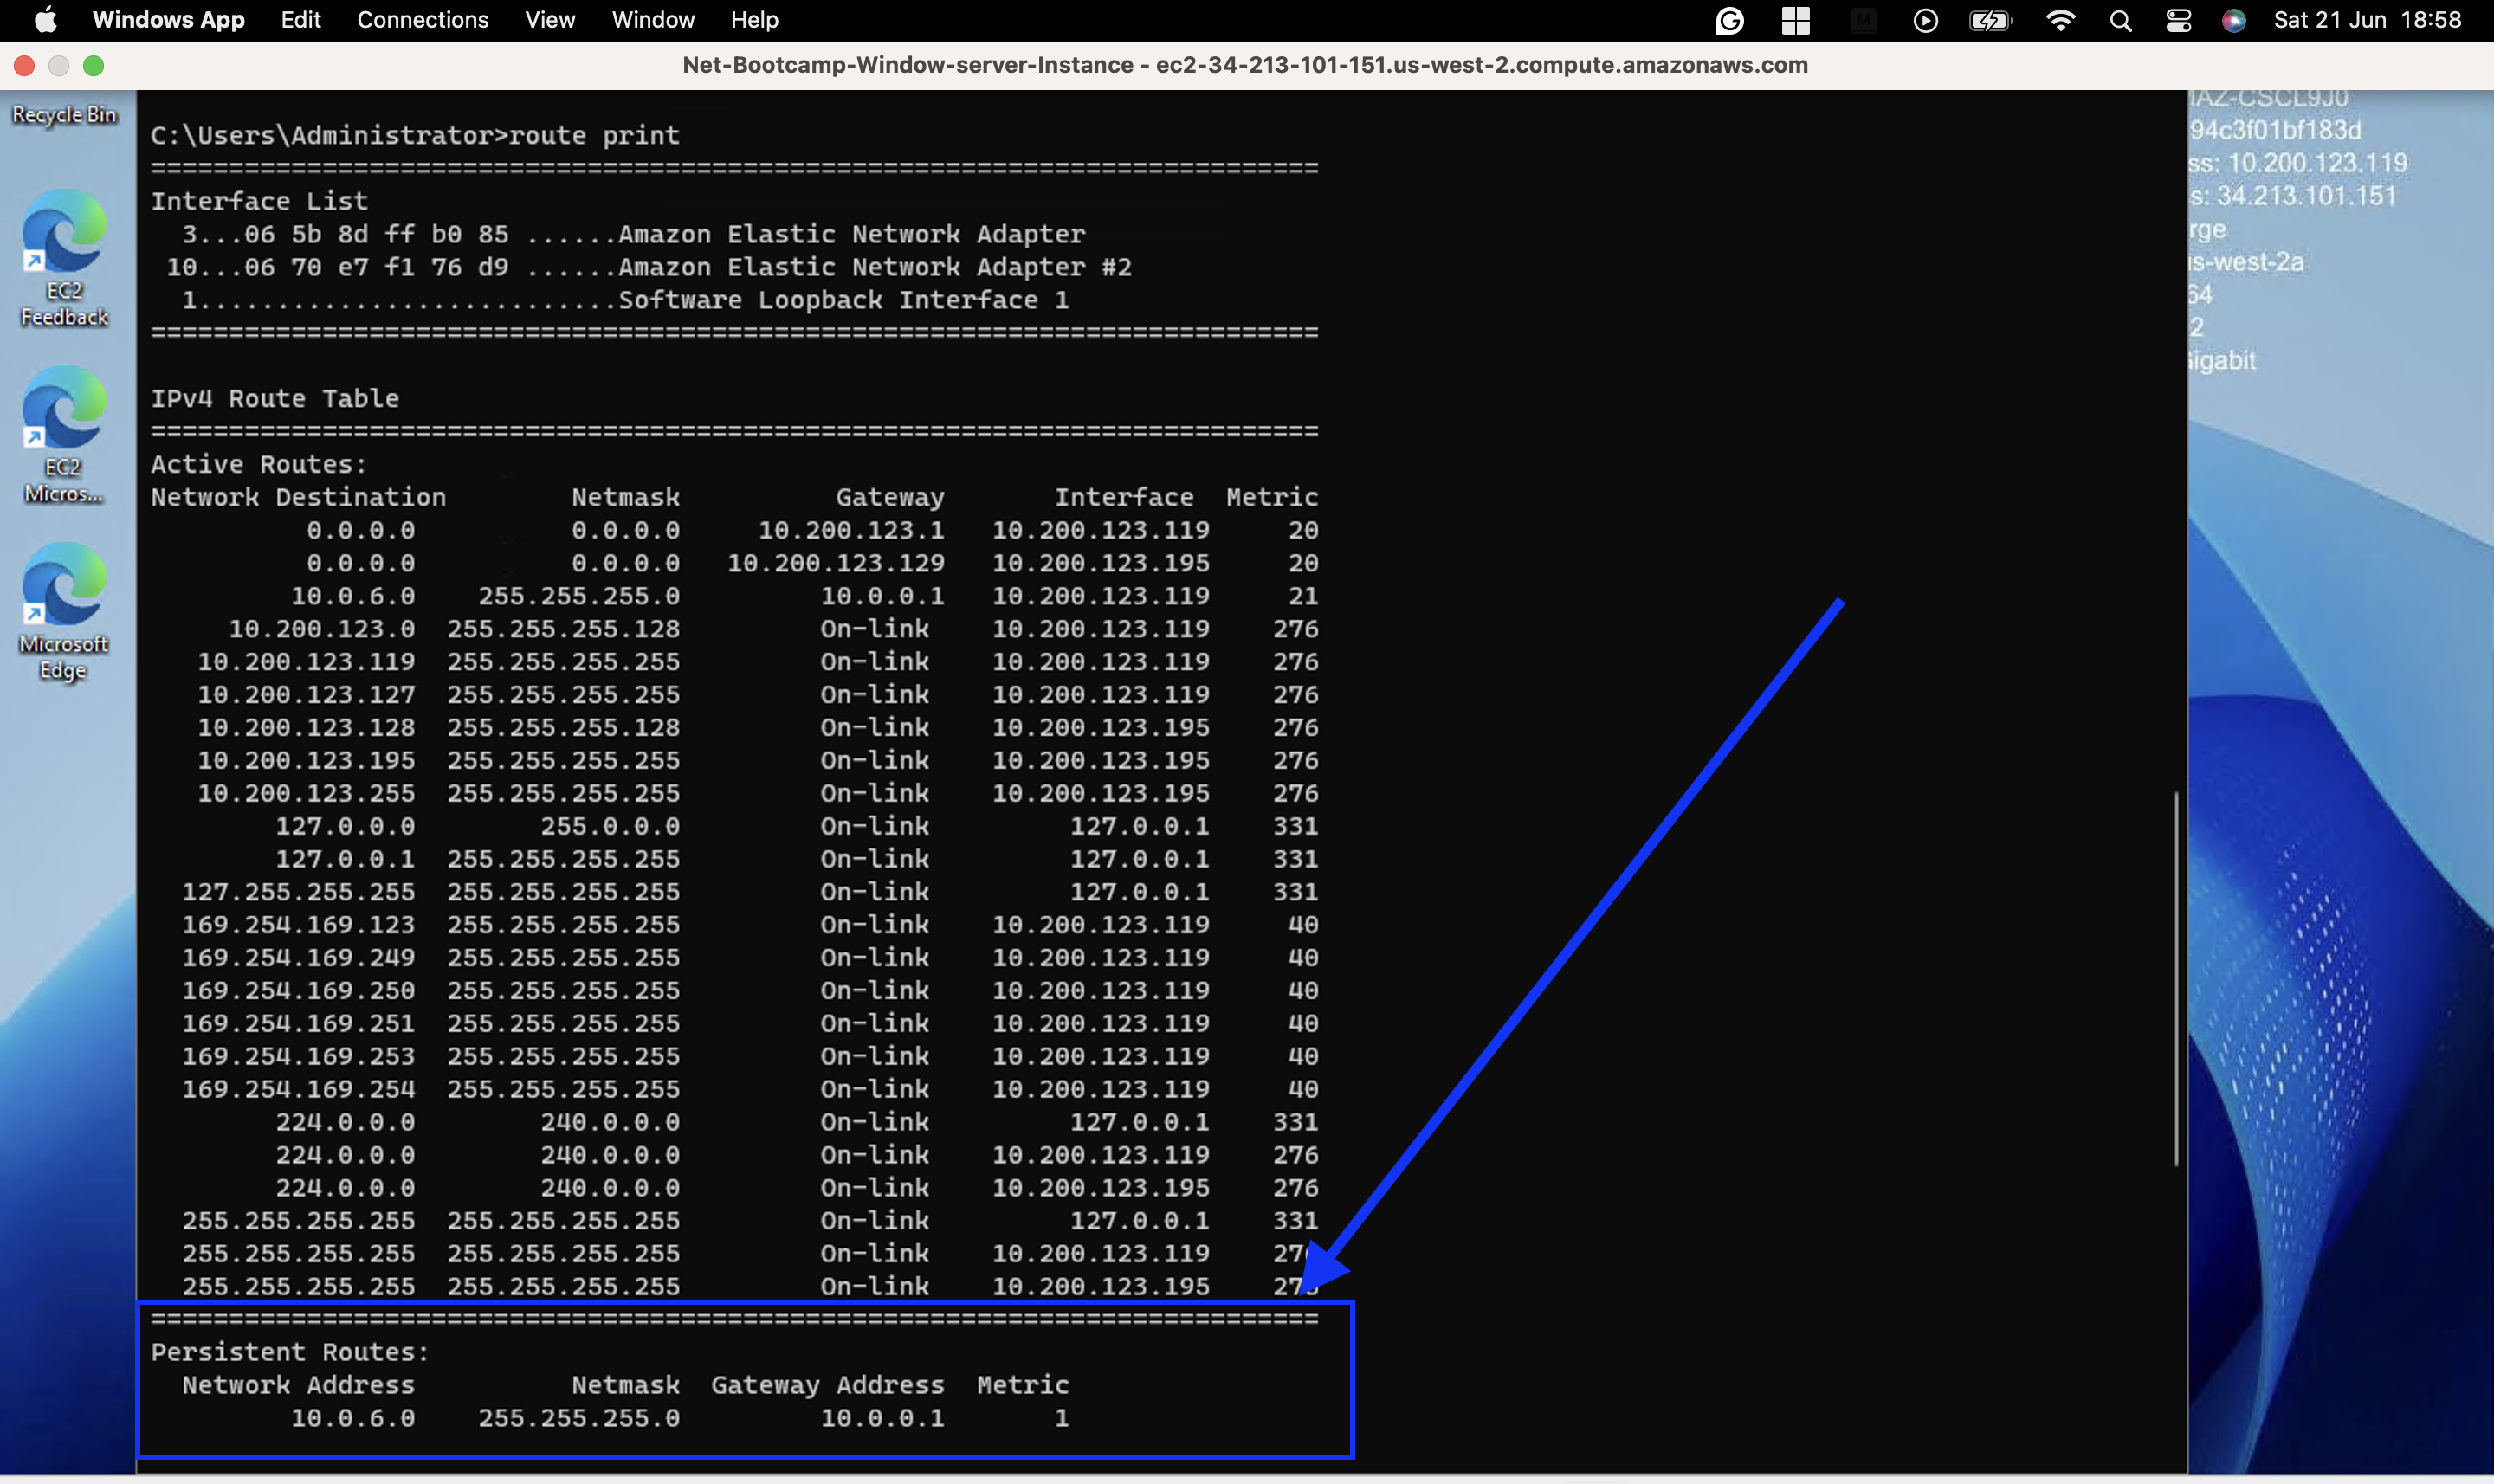 Windows App Edit Connections View Window Help Sat 21 Jun 18:58
Net-Bootcamp-Window-server-Instance - ec2-34-213-101-151.us-west-2.compute.amazonaws.com
Recycle Bin
EC2
Feedback
EC2
Micros...
Microsoft
Edge
C:\Users\Administrator>route print
===========================================================================
Interface List
3...06 5b 8d ff b0 85 ......Amazon Elastic Network Adapter
10...06 70 e7 f1 76 d9 ......Amazon Elastic Network Adapter #2
1...........................Software Loopback Interface 1
===========================================================================
IPv4 Route Table
===========================================================================
Active Routes:
Network Destination Netmask Gateway Interface Metric
0.0.0.0 0.0.0.0 10.200.123.1 10.200.123.119 20
0.0.0.0 0.0.0.0 10.200.123.129 10.200.123.195 20
10.0.6.0 255.255.255.0 10.0.0.1 10.200.123.119 21
10.200.123.0 255.255.255.128 On-link 10.200.123.119 276
10.200.123.119 255.255.255.255 On-link 10.200.123.119 276
10.200.123.127 255.255.255.255 On-link 10.200.123.119 276
10.200.123.128 255.255.255.128 On-link 10.200.123.195 276
10.200.123.195 255.255.255.255 On-link 10.200.123.195 276
10.200.123.255 255.255.255.255 On-link 10.200.123.195 276
127.0.0.0 255.0.0.0 On-link 127.0.0.1 331
127.0.0.1 255.255.255.255 On-link 127.0.0.1 331
127.255.255.255 255.255.255.255 On-link 127.0.0.1 331
169.254.169.123 255.255.255.255 On-link 10.200.123.119 40
169.254.169.249 255.255.255.255 On-link 10.200.123.119 40
169.254.169.250 255.255.255.255 On-link 10.200.123.119 40
169.254.169.251 255.255.255.255 On-link 10.200.123.119 40
169.254.169.253 255.255.255.255 On-link 10.200.123.119 40
169.254.169.254 255.255.255.255 On-link 10.200.123.119 40
224.0.0.0 240.0.0.0 On-link 127.0.0.1 331
224.0.0.0 240.0.0.0 On-link 10.200.123.119 276
224.0.0.0 240.0.0.0 On-link 10.200.123.195 276
255.255.255.255 255.255.255.255 On-link 127.0.0.1 331
255.255.255.255 255.255.255.255 On-link 10.200.123.119
255.255.255.255 255.255.255.255 On-link 10.200.123.195
===========================================================================
Persistent Routes:
Network Address Netmask Gateway Address Metric
10.0.6.0 255.255.255.0 10.0.0.1 1
94c3f01bf183d
ss: 10.200.123.119
s: 34.213.101.151
rge
s-west-2a
64
2
igabit